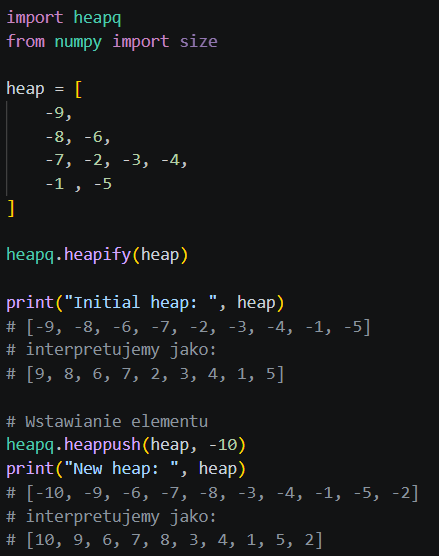 import heapq
from numpy import size
heap = [
-9,
-8, -6,
-7, -2, -3, -4,
-1 , -5
]
heapq.heapify(heap)
print("Initial heap: ", heap)
# [-9, -8, -6, -7, -2, -3, -4, -1, -5]
# interpretujemy jako:
# [9, 8, 6, 7, 2, 3, 4, 1, 5]
# Wstawianie elementu
heapq.heappush(heap, -10)
print("New heap: ", heap)
# [-10, -9, -6, -7, -8, -3, -4, -1, -5, -2]
# interpretujemy jako:
# [10, 9, 6, 7, 8, 3, 4, 1, 5, 2]